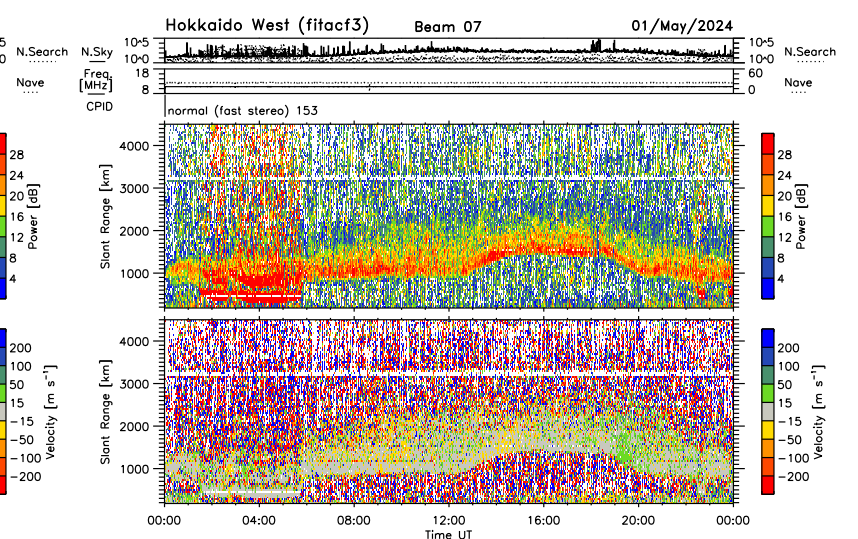 Hokkaido West (fitacf3) Beam 07 01/May/2024
5 10^5 10^5
N.Search N.Sky N.Search
0 10^0 10^0
Freq. 18 60
Nave [MHz] Nave
8 0
CPID
normal (fast stereo) 153
28 4000 28
24 24
20 3000 20
16 Power [dB] Slant Range [km] 16 Power [dB]
12 2000 12
8 8
4 1000 4
200 4000 200
100 100
50 3000 50
15 Velocity [m s⁻¹] Slant Range [km] 15 Velocity [m s⁻¹]
−15 2000 −15
−50 −50
−100 1000 −100
−200 −200
00:00 04:00 08:00 12:00 16:00 20:00 00:00
Time UT